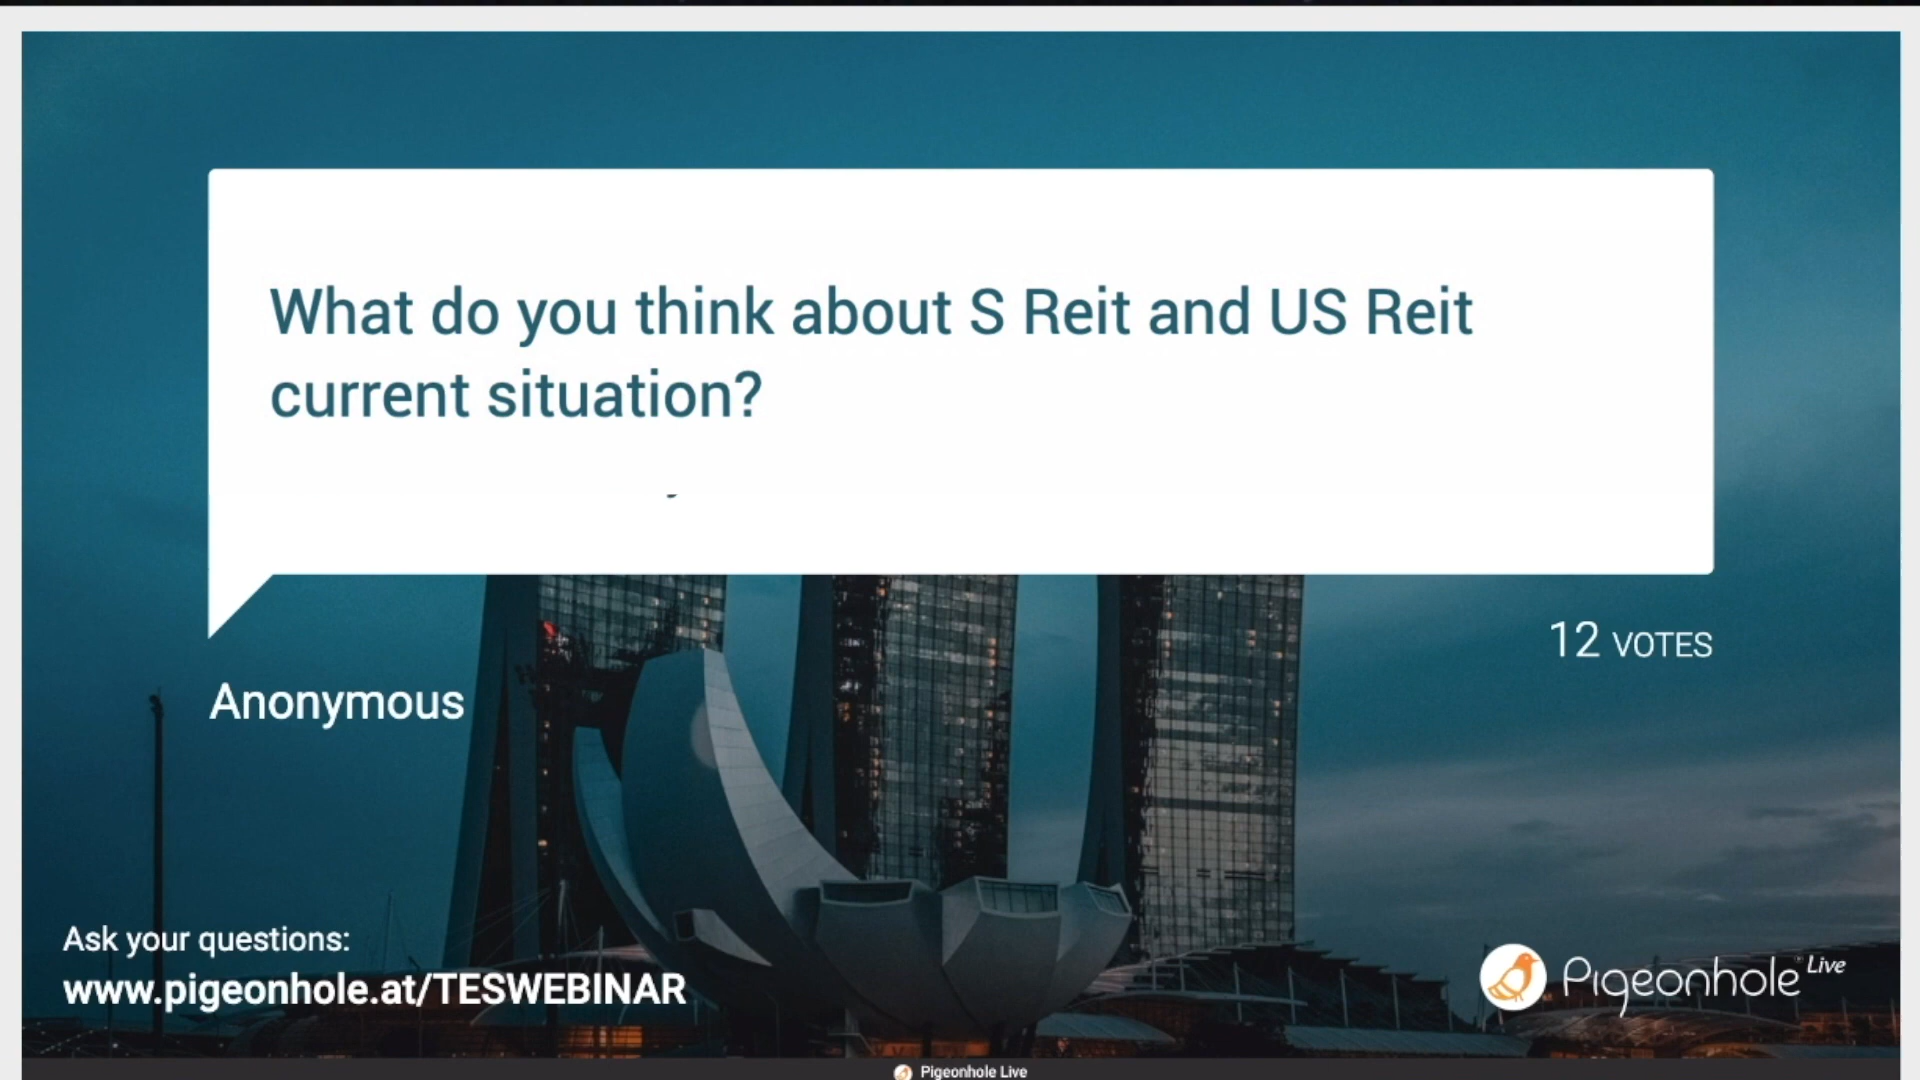 What do you think about S Reit and US Reit
current situation?
12 VOTES
Anonymous
Ask your questions:
www.pigeonhole.at/TESWEBINAR
Pigeonhole Live
Pigeonhole Live